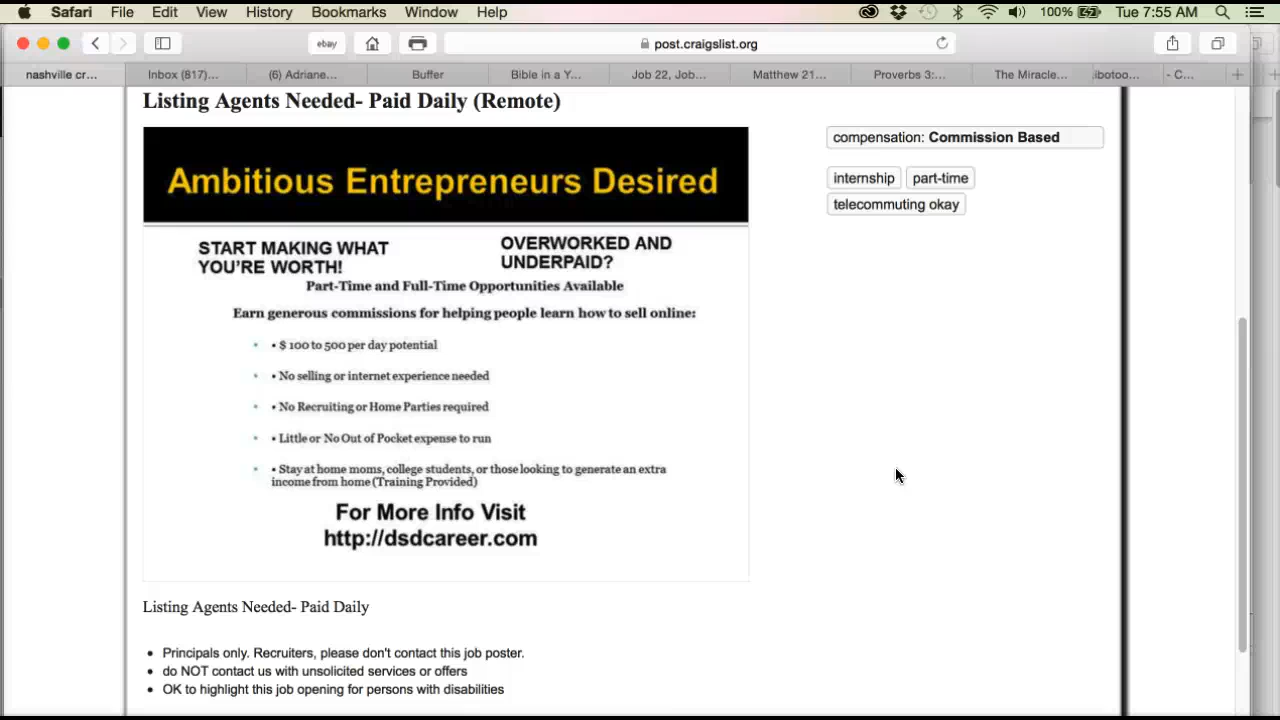 Safari File Edit View History Bookmarks Window Help 100% Tue 7:55 AM
ebay post.craigslist.org
nashville cr... Inbox (817)... (6) Adriane... Buffer Bible in a Y... Job 22, Job... Matthew 21... Proverbs 3:... The Miracle... ibotoo... - C...
Listing Agents Needed- Paid Daily (Remote)
compensation: Commission Based
Ambitious Entrepreneurs Desired
internship part-time
telecommuting okay
START MAKING WHAT
YOU'RE WORTH!
OVERWORKED AND
UNDERPAID?
Part-Time and Full-Time Opportunities Available
Earn generous commissions for helping people learn how to sell online:
• • $ 100 to 500 per day potential
• • No selling or internet experience needed
• • No Recruiting or Home Parties required
• • Little or No Out of Pocket expense to run
• • Stay at home moms, college students, or those looking to generate an extra
income from home (Training Provided)
For More Info Visit
http://dsdcareer.com
Listing Agents Needed- Paid Daily
• Principals only. Recruiters, please don't contact this job poster.
• do NOT contact us with unsolicited services or offers
• OK to highlight this job opening for persons with disabilities